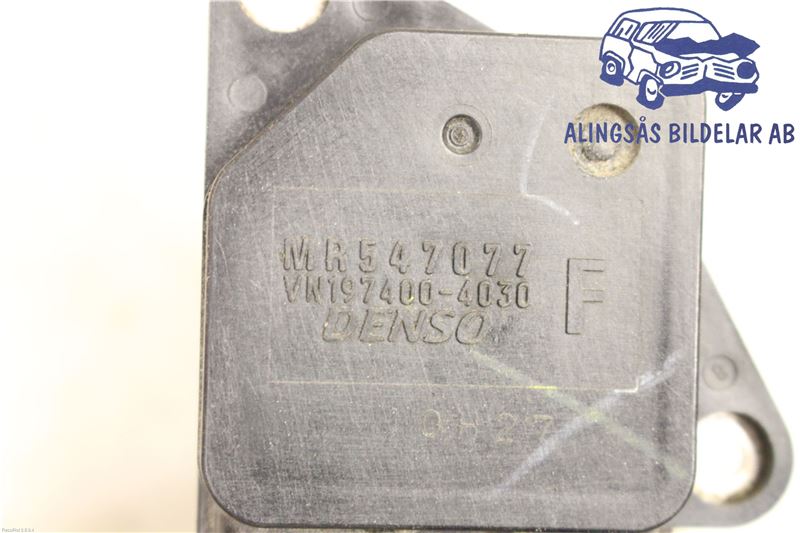 ALINGSÅS BILDELAR AB
MR547077
VN197400-4030
DENSO
F